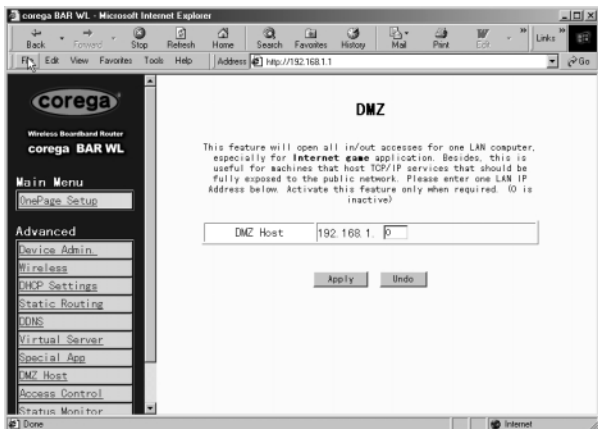 corega BAR WL - Microsoft Internet Explorer
Back Forward Stop Refresh Home Search Favorites History Mail Print Edit Links
File Edit View Favorites Tools Help Address http://192.168.1.1 Go
corega
Wireless Boardband Router
corega BAR WL
Main Menu
OnePage Setup
Advanced
Device Admin.
Wireless
DHCP Settings
Static Routing
DDNS
Virtual Server
Special App
DMZ Host
Access Control
Status Monitor
DMZ
This feature will open all in/out accesses for one LAN computer,
especially for Internet game application. Besides, this is
useful for machines that host TCP/IP services that should be
fully exposed to the public network. Please enter one LAN IP
Address below. Activate this feature only when required. (0 is
inactive)
DMZ Host 192.168.1. 0
Apply Undo
Done Internet